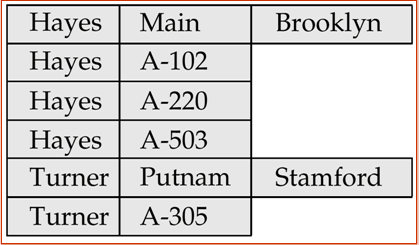 Hayes Main Brooklyn
Hayes A-102
Hayes A-220
Hayes A-503
Turner Putnam Stamford
Turner A-305